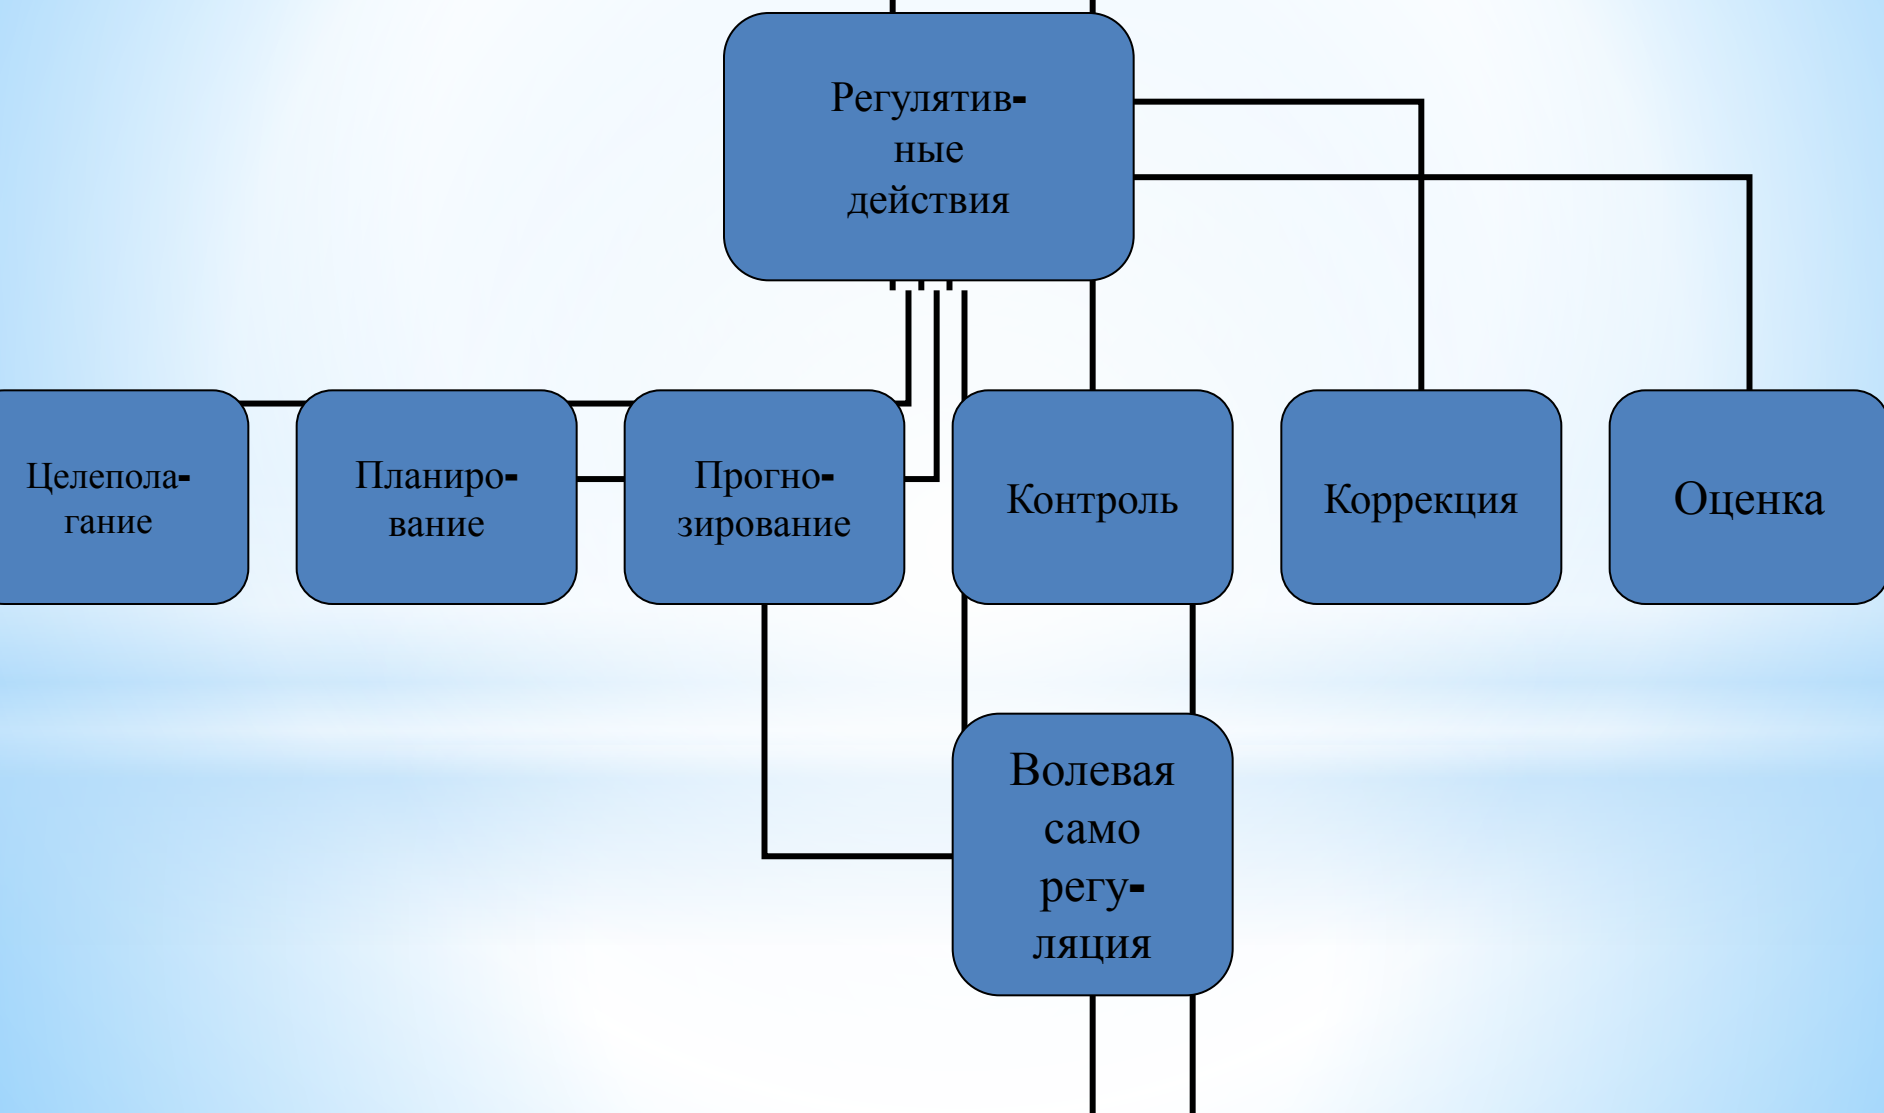 Регулятив-
ные
действия
Целепола-
гание
Планиро-
вание
Прогно-
зирование
Контроль
Коррекция
Оценка
Волевая
само
регу-
ляция